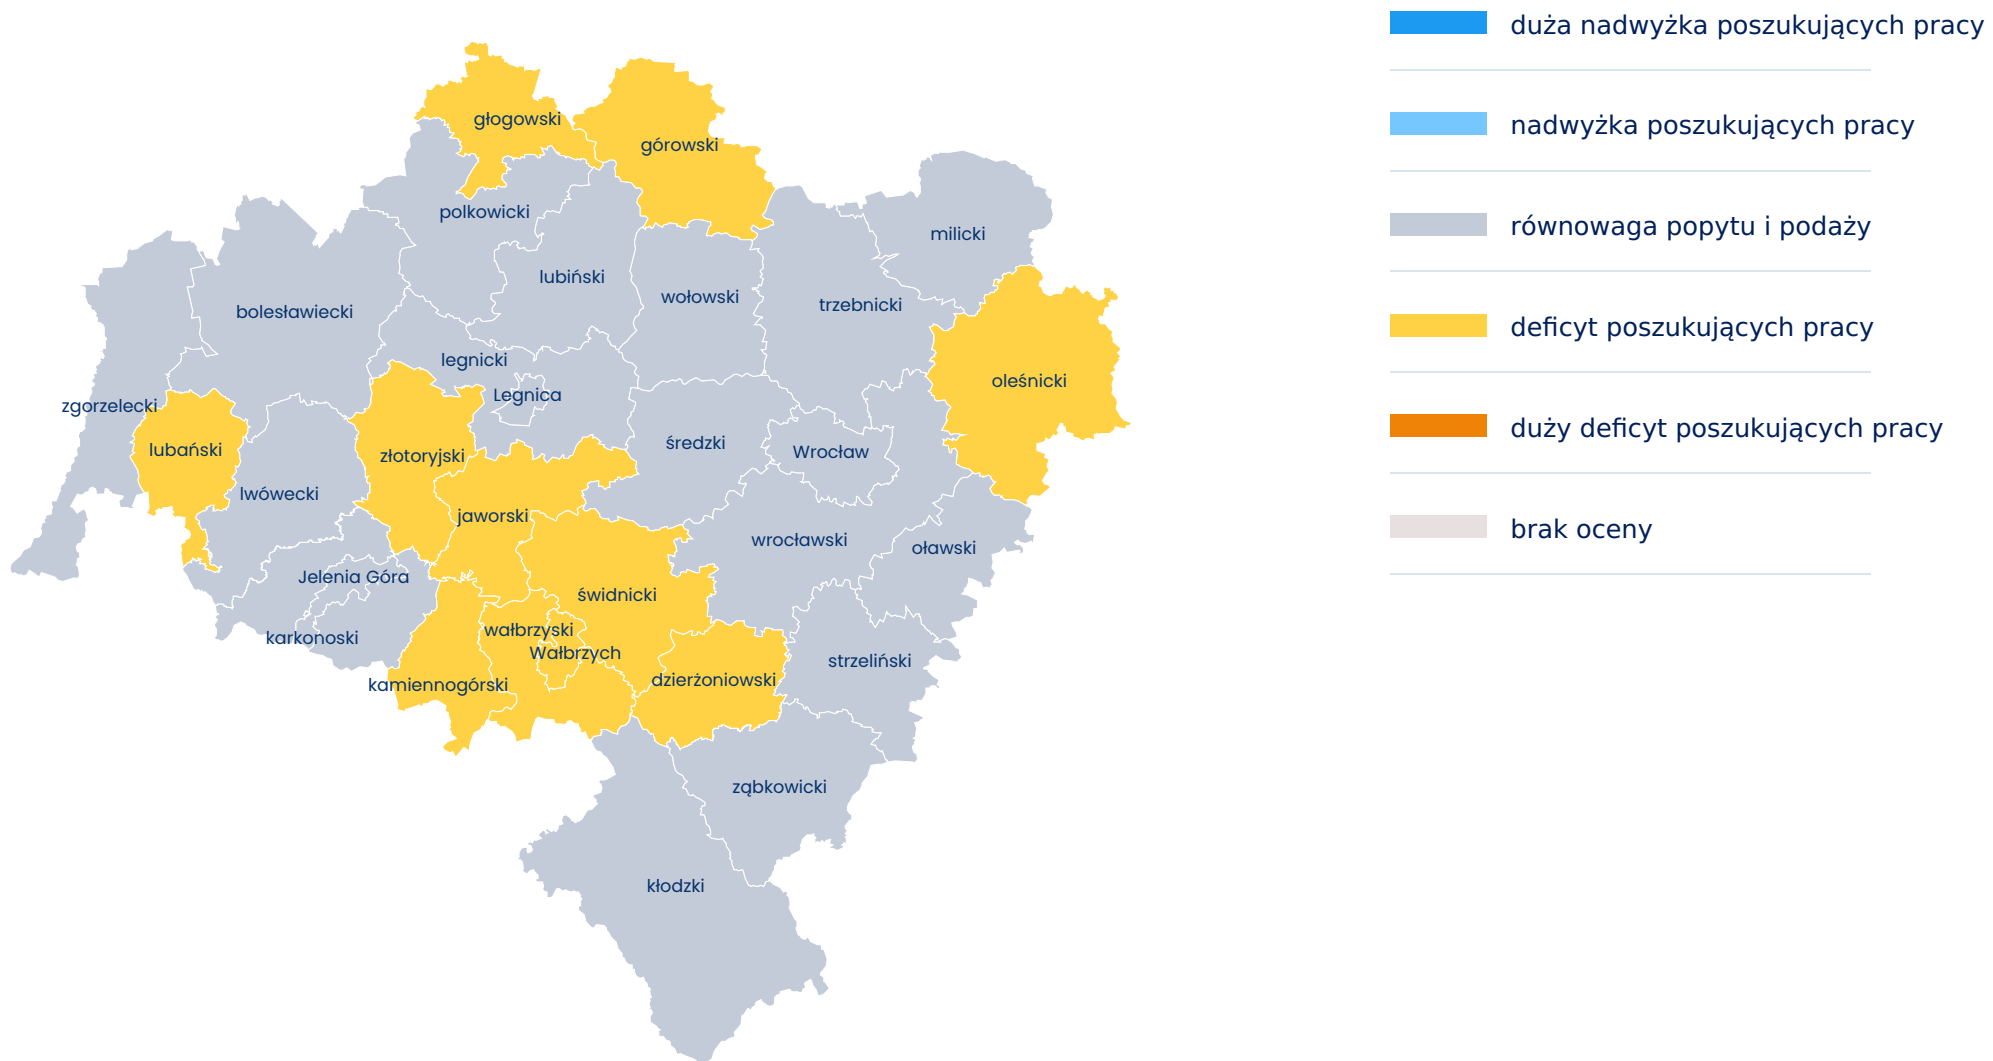 duża nadwyżka poszukujących pracy
nadwyżka poszukujących pracy
równowaga popytu i podaży
deficyt poszukujących pracy
duży deficyt poszukujących pracy
brak oceny
głogowski
górowski
polkowicki
milicki
lubiński
wołowski
trzebnicki
bolesławiecki
legnicki
oleśnicki
Legnica
zgorzelecki
lubański
złotoryjski
średzki
Wrocław
lwówecki
jaworski
wrocławski
oławski
Jelenia Góra
świdnicki
karkonoski
wałbrzyski
Wałbrzych
strzeliński
kamiennogórski
dzierżoniowski
ząbkowicki
kłodzki